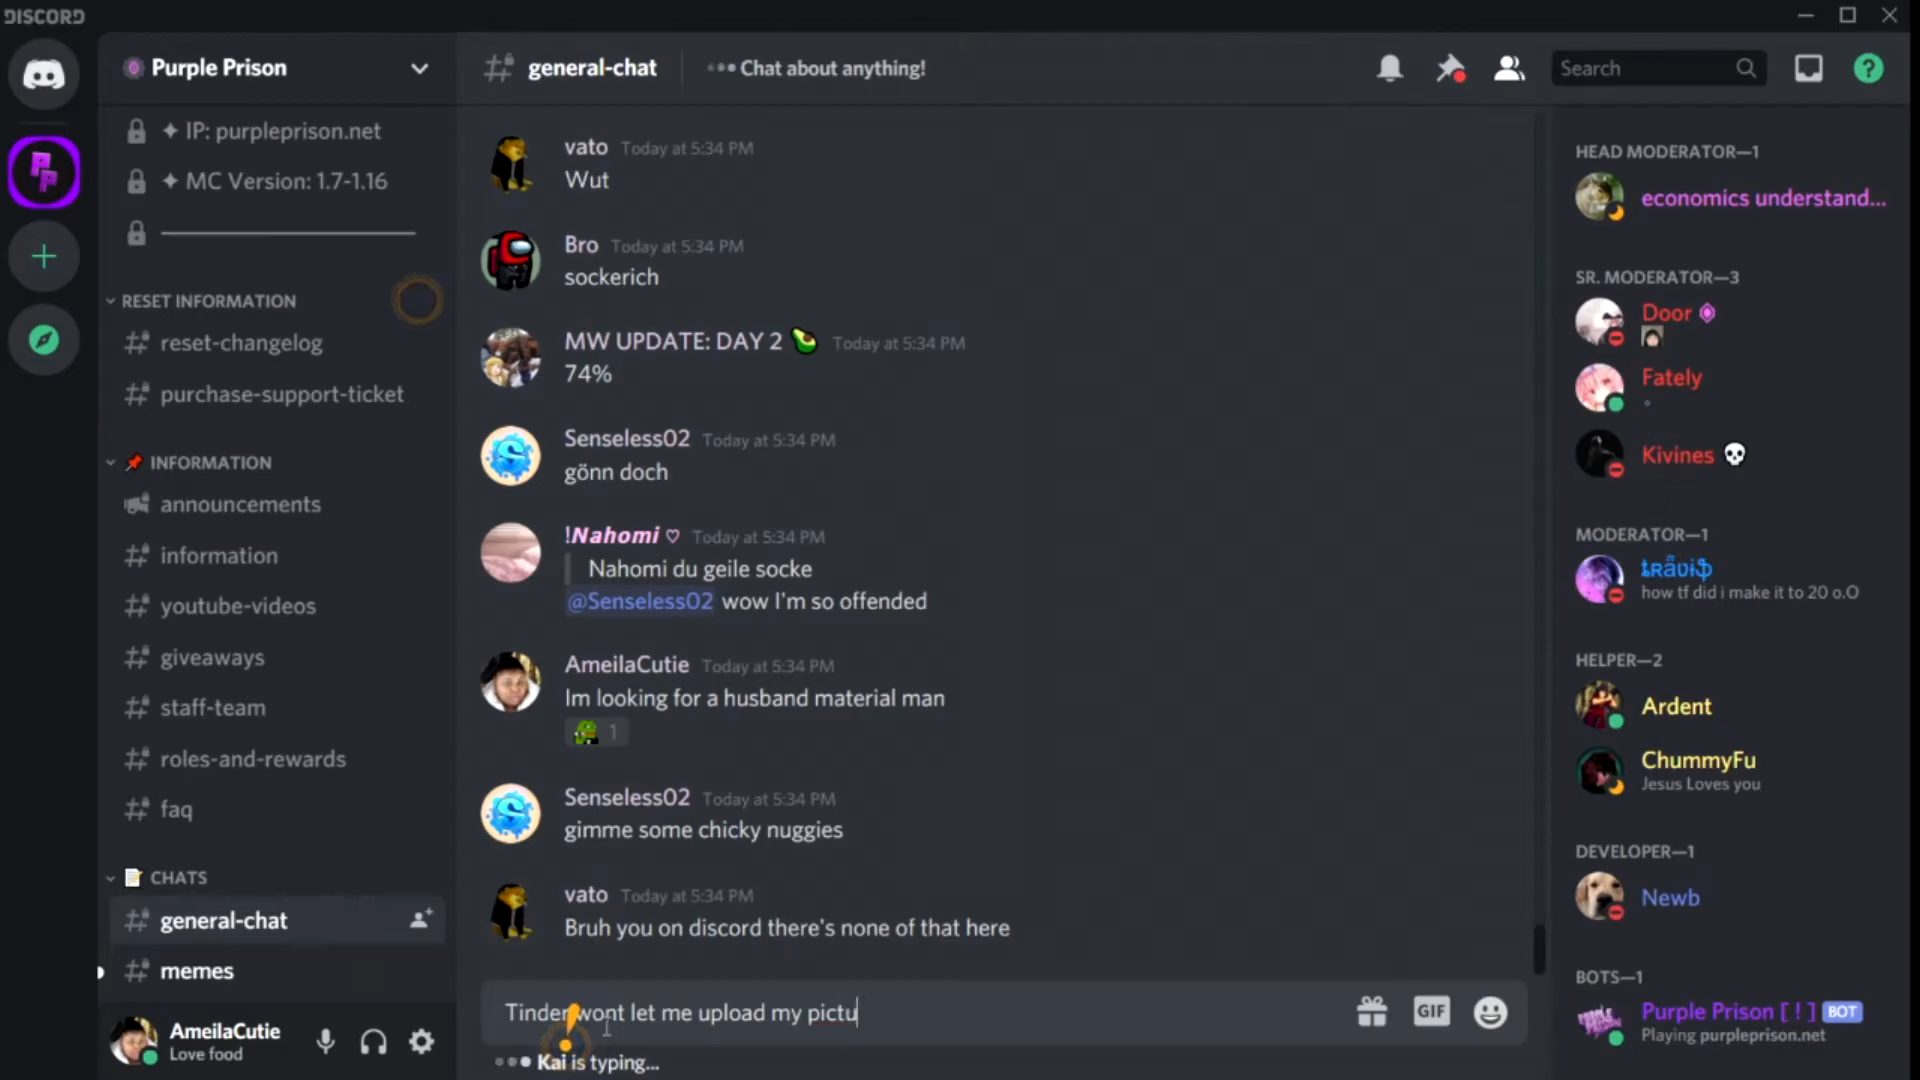 DISCORD
Purple Prison
general-chat
Chat about anything!
Search
✦ IP: purpleprison.net
✦ MC Version: 1.7-1.16
RESET INFORMATION
reset-changelog
purchase-support-ticket
INFORMATION
announcements
information
youtube-videos
giveaways
staff-team
roles-and-rewards
faq
CHATS
general-chat
memes
AmeilaCutie
Love food
vato Today at 5:34 PM
Wut
Bro Today at 5:34 PM
sockerich
MW UPDATE: DAY 2 🥑 Today at 5:34 PM
74%
Senseless02 Today at 5:34 PM
gönn doch
!Nahomi ♡ Today at 5:34 PM
Nahomi du geile socke
@Senseless02 wow I'm so offended
AmeilaCutie Today at 5:34 PM
Im looking for a husband material man
1
Senseless02 Today at 5:34 PM
gimme some chicky nuggies
vato Today at 5:34 PM
Bruh you on discord there's none of that here
Tinder wont let me upload my pictu
GIF
Kai is typing...
HEAD MODERATOR—1
economics understand...
SR. MODERATOR—3
Door
Fately
Kivines 💀
MODERATOR—1
how tf did i make it to 20 o.O
HELPER—2
Ardent
ChummyFu
Jesus Loves you
DEVELOPER—1
Newb
BOTS—1
Purple Prison [ ! ] BOT
Playing purpleprison.net